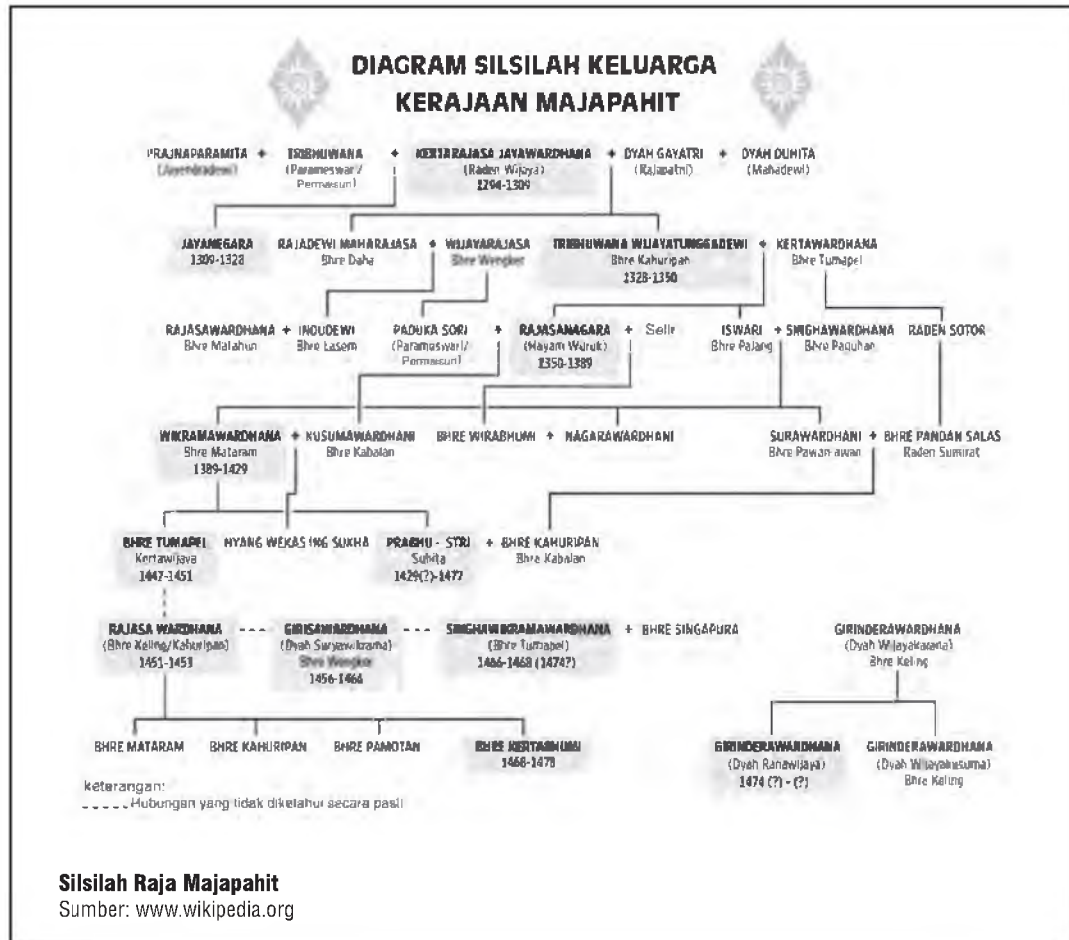 DIAGRAM SILSILAH KELUARGA
KERAJAAN MAJAPAHIT
PRAJNAPARAMITA + TRIBHUWANA + KERTARAJASA JAYAWARDHANA + DYAH GAYATRI + DYAH DUHITA
(Jayendradewi) (Parameswari/ (Raden Wijaya) (Rajapatni) (Mahadewi)
Permaisuri) 1294-1309
JAYANEGARA RAJADEWI MAHARAJASA + WIJAYARAJASA TRIBHUWANA WIJAYATUNGGADEWI + KERTAWARDHANA
1309-1328 Bhre Daha Bhre Wengker Bhre Kahuripan Bhre Tumapel
1328-1350
RAJASAWARDHANA + INDUDEWI PADUKA SORI + RAJASANAGARA + Selir ISWARI + SINGHAWARDHANA RADEN SOTOR
Bhre Matahun Bhre Lasem (Parameswari/ (Hayam Wuruk) Bhre Pajang Bhre Paguhan
Permaisuri) 1350-1389
WIKRAMAWARDHANA + KUSUMAWARDHANI BHRE WIRABHUMI + NAGARAWARDHANI SURAWARDHANI + BHRE PANDAN SALAS
Bhre Mataram Bhre Kabalan Bhre Pawan-awan Raden Sumirat
1389-1429
BHRE TUMAPEL HYANG WEKAS ING SUKHA PRABHU - STRI + BHRE KAHURIPAN
Kertawijaya Suhita Bhre Kabalan
1447-1451 1429(?)-1477
RAJASA WARDHANA GIRISAWARDHANA SINGHAWIKRAMAWARDHANA + BHRE SINGAPURA GIRINDERAWARDHANA
(Bhre Keling/Kahuripan) (Dyah Suryawikrama) (Bhre Tumapel) (Dyah Wijayakarana)
1451-1453 Bhre Wengker 1466-1468 (1474?) Bhre Keling
1456-1466
BHRE MATARAM BHRE KAHURIPAN BHRE PAMOTAN BHRE KERTABHUMI GIRINDERAWARDHANA GIRINDERAWARDHANA
1468-1478 (Dyah Ranawijaya) (Dyah Wijayakusuma)
1474 (?) - (?) Bhre Keling
keterangan:
----- Hubungan yang tidak diketahui secara pasti
Silsilah Raja Majapahit
Sumber: www.wikipedia.org